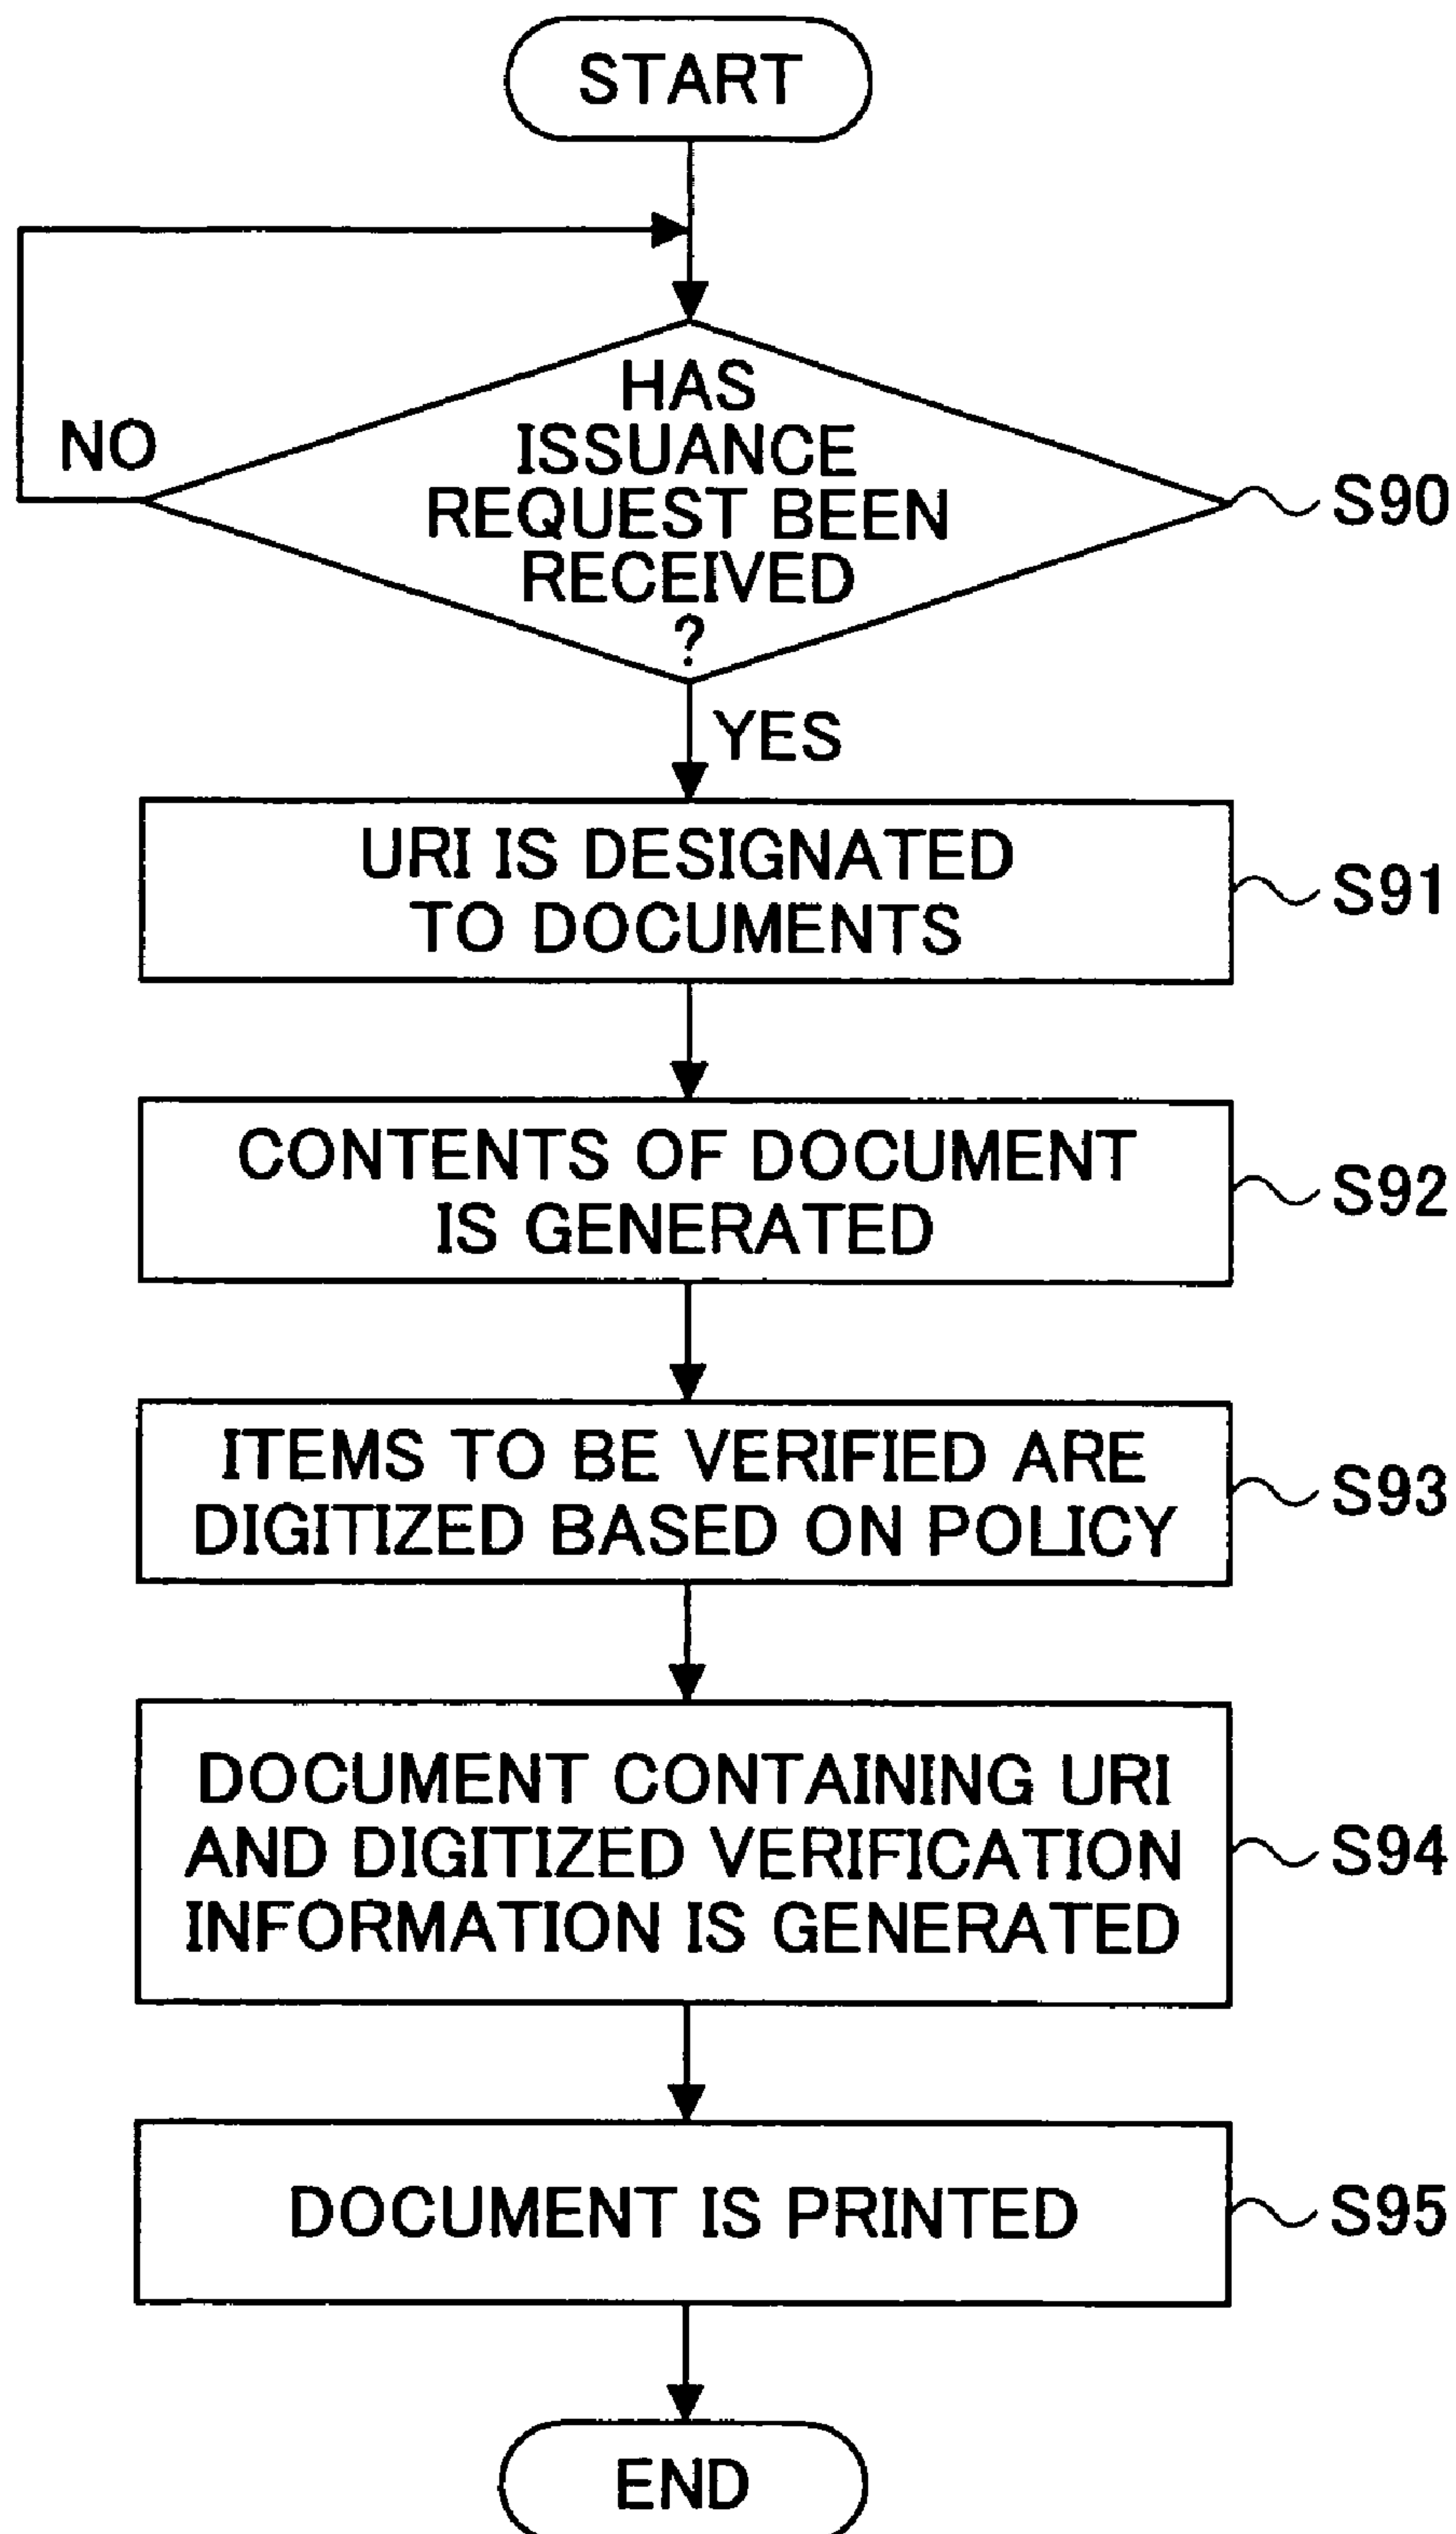 START
HAS
ISSUANCE
REQUEST BEEN
RECEIVED
?
NO
S90
YES
URI IS DESIGNATED
TO DOCUMENTS
S91
CONTENTS OF DOCUMENT
IS GENERATED
S92
ITEMS TO BE VERIFIED ARE
DIGITIZED BASED ON POLICY
S93
DOCUMENT CONTAINING URI
AND DIGITIZED VERIFICATION
INFORMATION IS GENERATED
S94
DOCUMENT IS PRINTED
S95
END